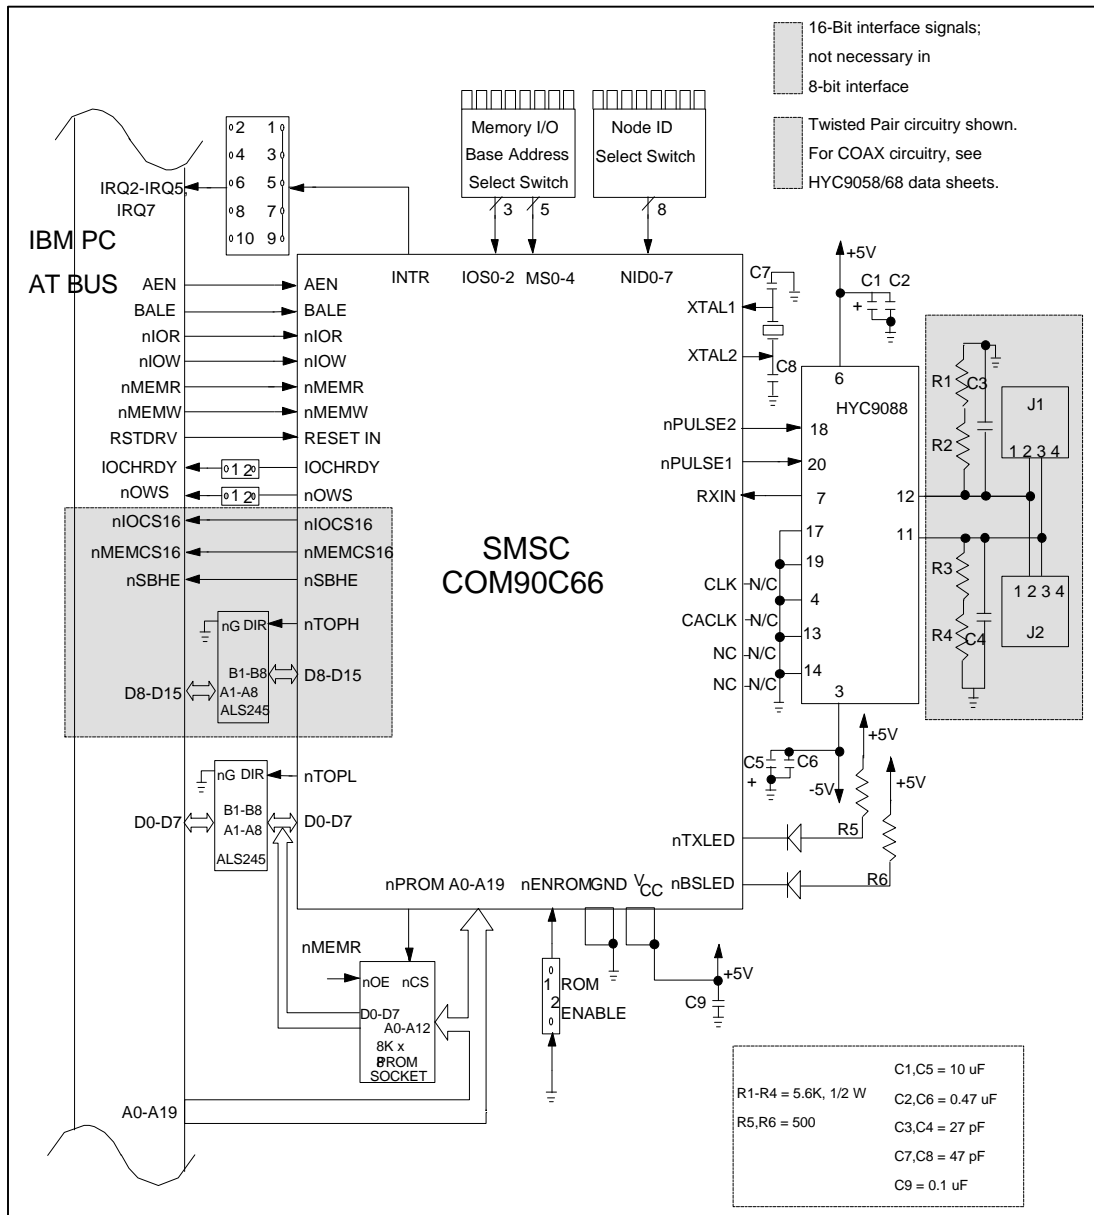 16-Bit interface signals;
not necessary in
8-bit interface
Twisted Pair circuitry shown.
For COAX circuitry, see
HYC9058/68 data sheets.
Memory I/O
Base Address
Select Switch
3
5
Node ID
Select Switch
8
2 1
4 3
6 5
8 7
10 9
IRQ2-IRQ5,
IRQ7
IBM PC
AT BUS
INTR
IOS0-2
MS0-4
NID0-7
AEN
AEN
BALE
BALE
nIOR
nIOR
nIOW
nIOW
nMEMR
nMEMR
nMEMW
nMEMW
RSTDRV
RESET IN
IOCHRDY
1 2
IOCHRDY
nOWS
1 2
nOWS
nIOCS16
nIOCS16
nMEMCS16
nMEMCS16
nSBHE
nSBHE
nG DIR
nTOPH
B1-B8
D8-D15
D8-D15
A1-A8
ALS245
nG DIR
nTOPL
B1-B8
D0-D7
A1-A8
D0-D7
ALS245
SMSC
COM90C66
XTAL1
XTAL2
C7
C8
nPULSE2
nPULSE1
RXIN
CLK
N/C
CACLK
N/C
NC
N/C
NC
N/C
+5V
C1
C2
+
6
HYC9088
18
20
7
17
19
4
13
14
3
12
11
R1
C3
R2
J1
1 2 3 4
R3
R4
C4
1 2 3 4
J2
C5
C6
+
-5V
+5V
+5V
nTXLED
R5
nBSLED
R6
nPROM
A0-A19
nENROM
GND
VCC
nMEMR
nOE
nCS
D0-D7
A0-A12
8K x
8
PROM
SOCKET
1
2
ROM
ENABLE
+5V
C9
A0-A19
R1-R4 = 5.6K, 1/2 W
R5,R6 = 500
C1,C5 = 10 uF
C2,C6 = 0.47 uF
C3,C4 = 27 pF
C7,C8 = 47 pF
C9 = 0.1 uF